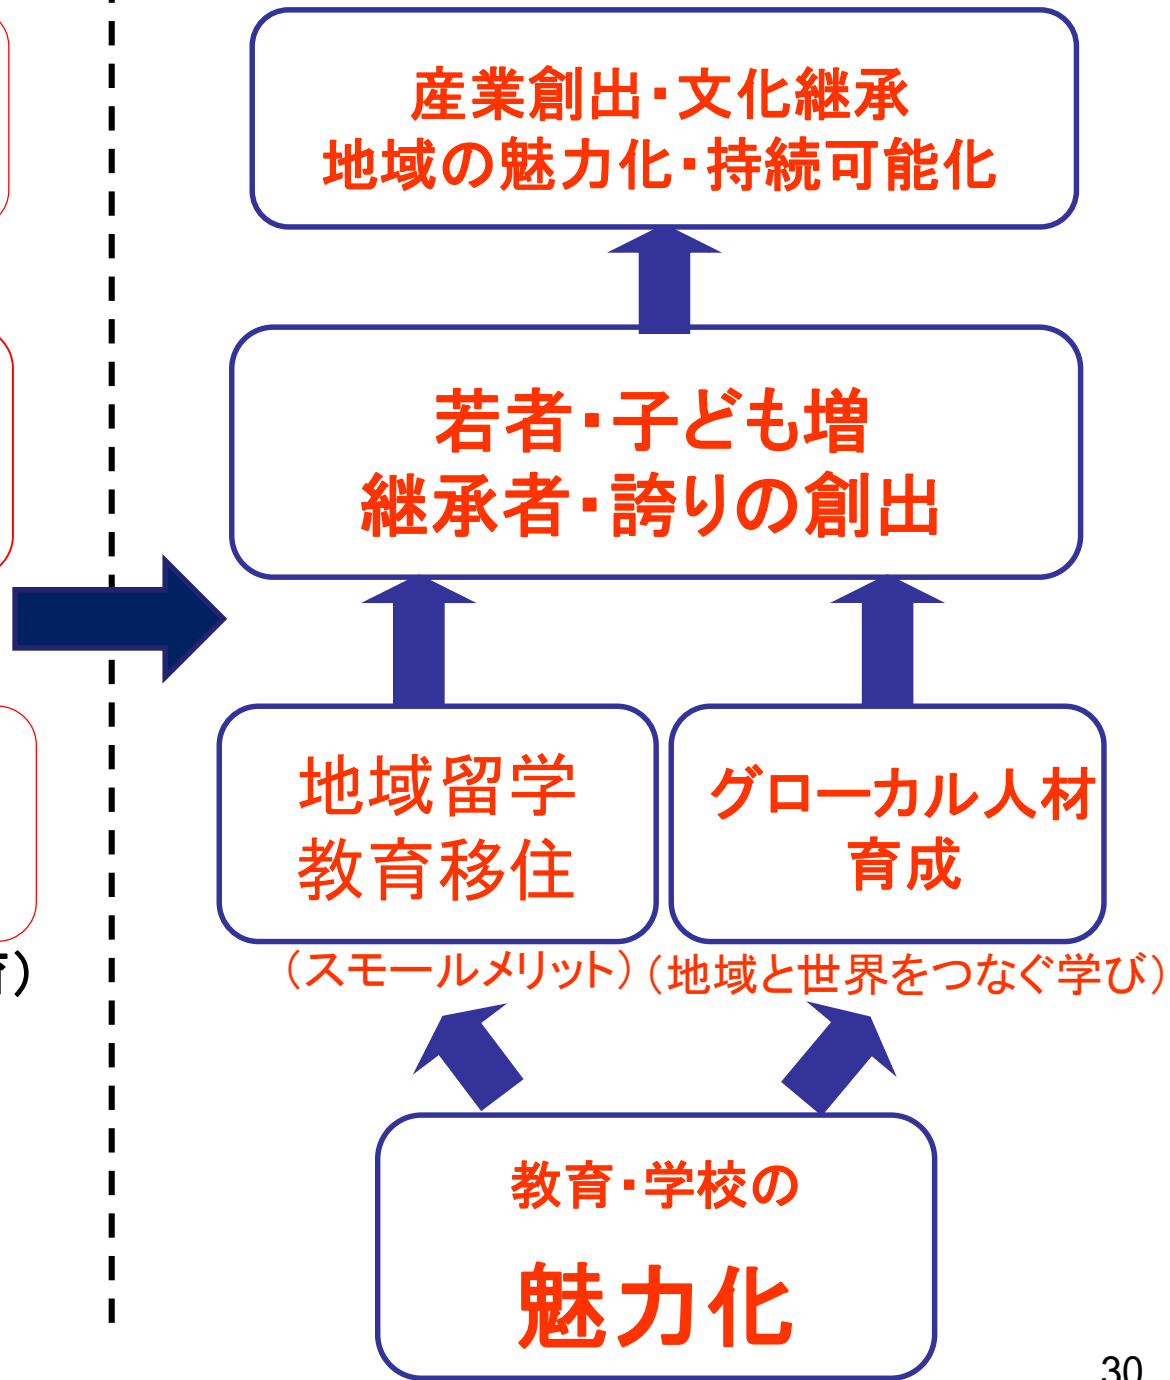 産業創出・文化継承
地域の魅力化・持続可能化
若者・子ども増
継承者・誇りの創出
地域留学
教育移住
グローカル人材
育成
（スモールメリット）
（地域と世界をつなぐ学び）
教育・学校の
魅力化
30